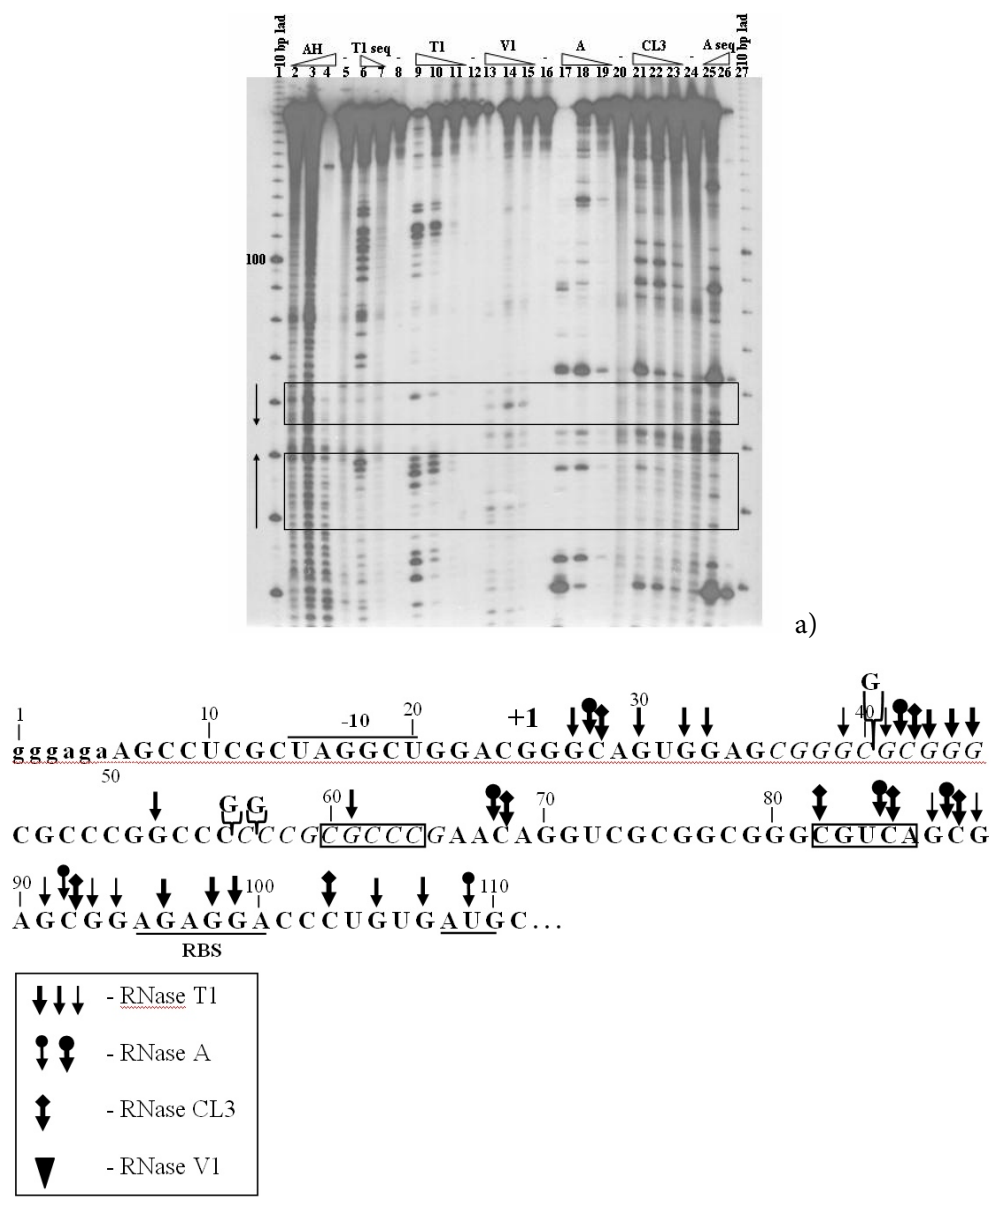 10 bp lad AH T1 seq - T1 - V1 - A - CL3 - A seq 10 bp lad
1 2 3 4 5 6 7 8 9 10 11 12 13 14 15 16 17 18 19 20 21 22 23 24 25 26 27
100
a)
G
1 10 -10 20 +1 30 40
gggagaAGCCUCGCUAGGCUGGACGGGCAGUGGAGCGGGCGCGGG
50 G G 60 70 80
CGCCCGGCCCCCCGCGCCCGAACAGGUCGCGGCGGGCGUCAGCG
90 100 110
AGCGGAGAGGACCCUGUGAUGC...
RBS
- RNase T1
- RNase A
- RNase CL3
- RNase V1